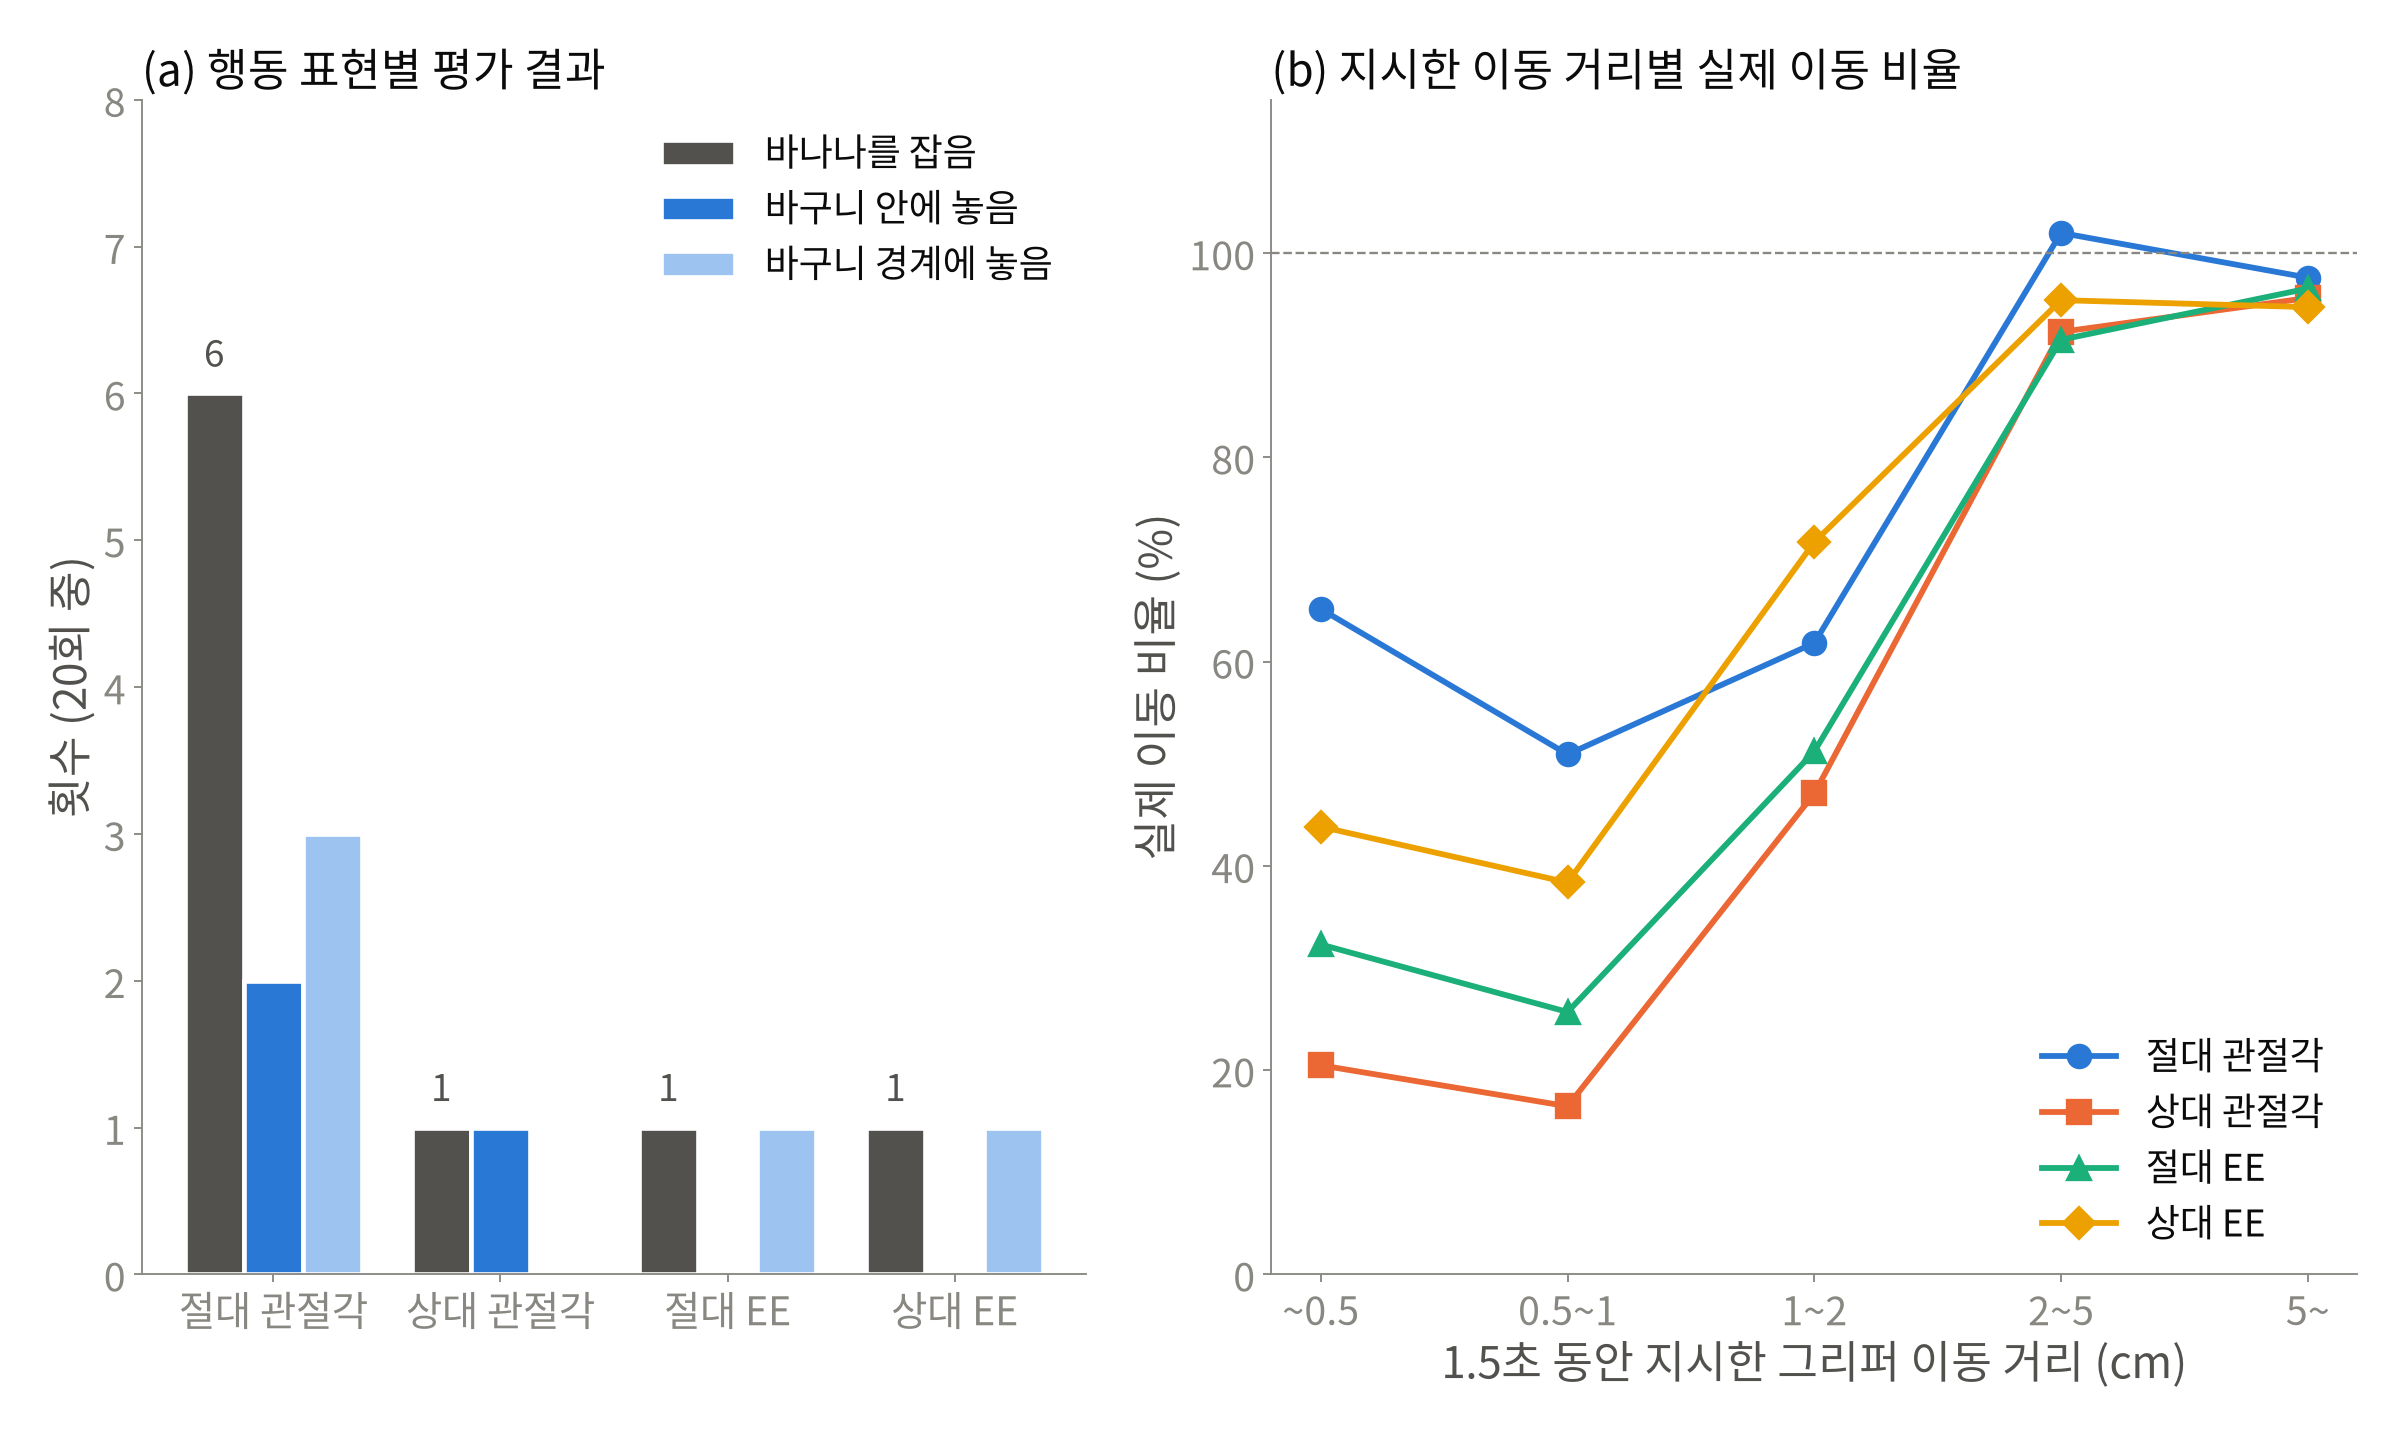 (a) 행동 표현별 평가 결과
8
7
6
5
4
3
2
1
0
횟수 (20회 중)
바나나를 잡음
바구니 안에 놓음
바구니 경계에 놓음
6
1
1
1
절대 관절각
상대 관절각
절대 EE
상대 EE
(b) 지시한 이동 거리별 실제 이동 비율
100
80
60
40
20
0
실제 이동 비율 (%)
절대 관절각
상대 관절각
절대 EE
상대 EE
~0.5
0.5~1
1~2
2~5
5~
1.5초 동안 지시한 그리퍼 이동 거리 (cm)